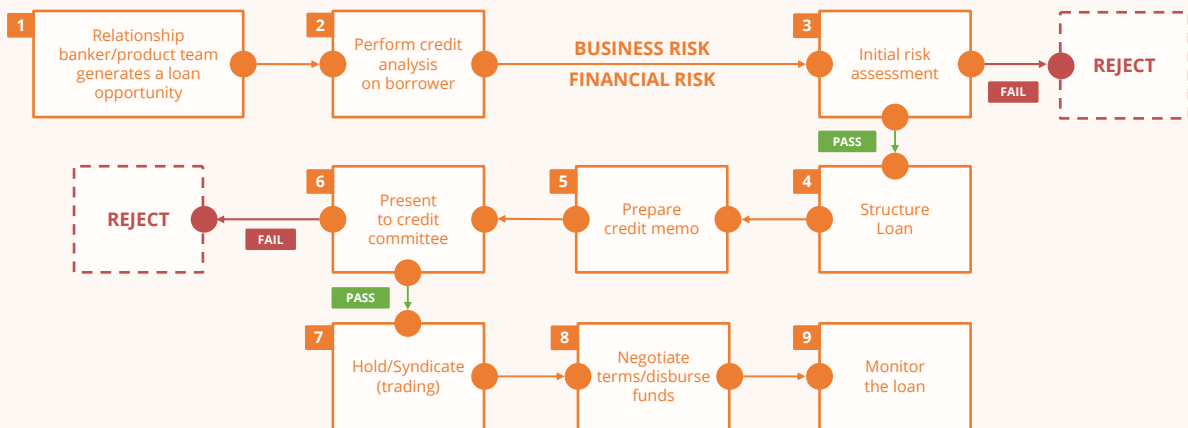 1
Relationship
banker/product team
generates a loan
opportunity
2
Perform credit
analysis
on borrower
BUSINESS RISK
FINANCIAL RISK
3
Initial risk
assessment
FAIL
REJECT
PASS
4
Structure
Loan
5
Prepare
credit memo
6
Present
to credit
committee
FAIL
REJECT
PASS
7
Hold/Syndicate
(trading)
8
Negotiate
terms/disburse
funds
9
Monitor
the loan